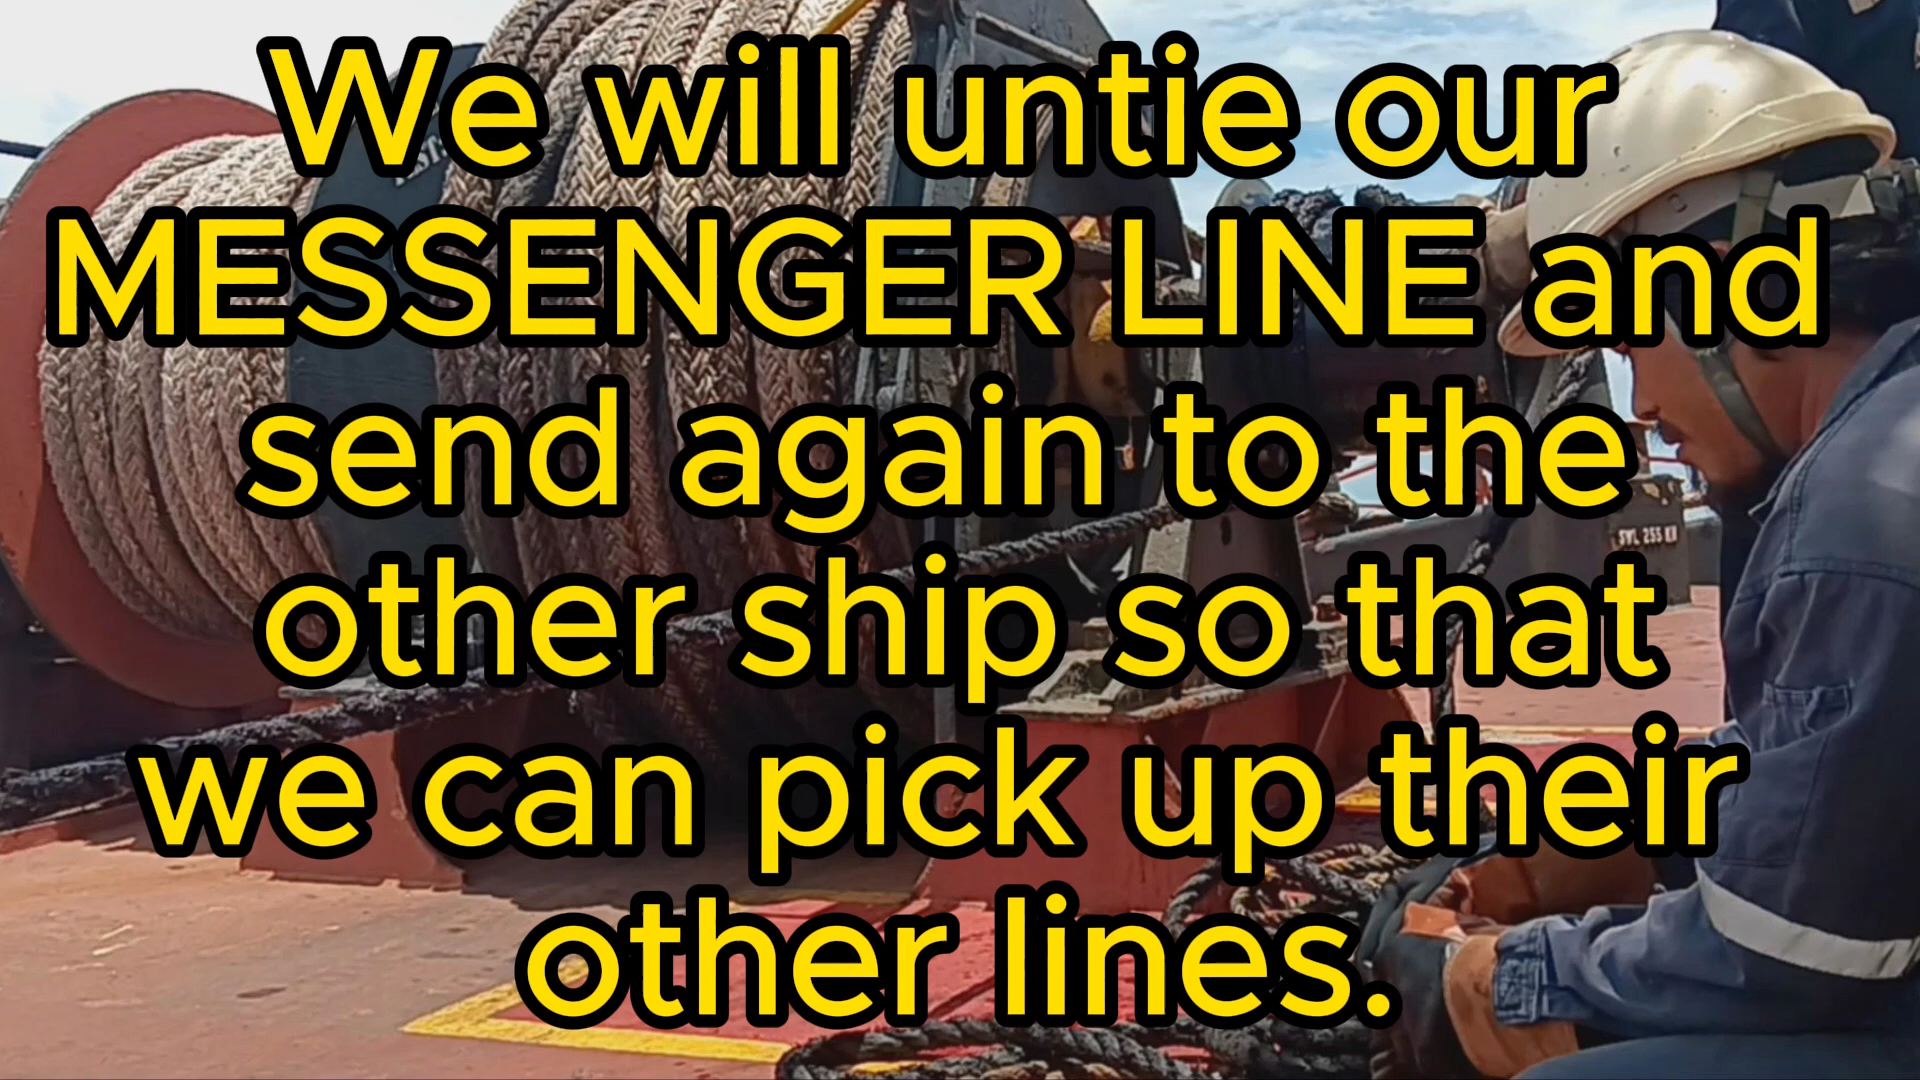 We will untie our
MESSENGER LINE and
send again to the
other ship so that
we can pick up their
other lines.